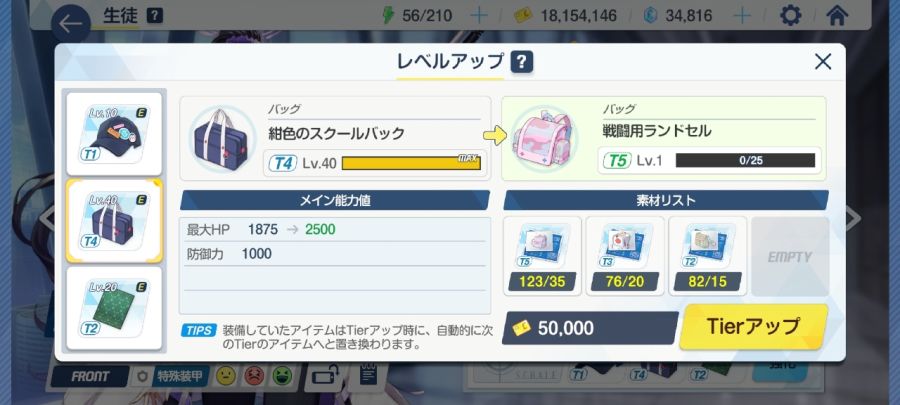 生徒 ?
56/210
18,154,146
34,816
レベルアップ ?
Lv.10 E
T1
Lv.40 E
T4
Lv.20 E
T2
バッグ
紺色のスクールバック
T4 Lv.40 MAX
バッグ
戦闘用ランドセル
T5 Lv.1 0/25
メイン能力値
最大HP 1875 → 2500
防御力 1000
TIPS 装備していたアイテムはTierアップ時に、自動的に次
のTierのアイテムへと置き換わります。
素材リスト
T5
123/35
T3
76/20
T2
82/15
EMPTY
50,000
Tierアップ
FRONT
特殊装甲
T1
T4
T2
強化